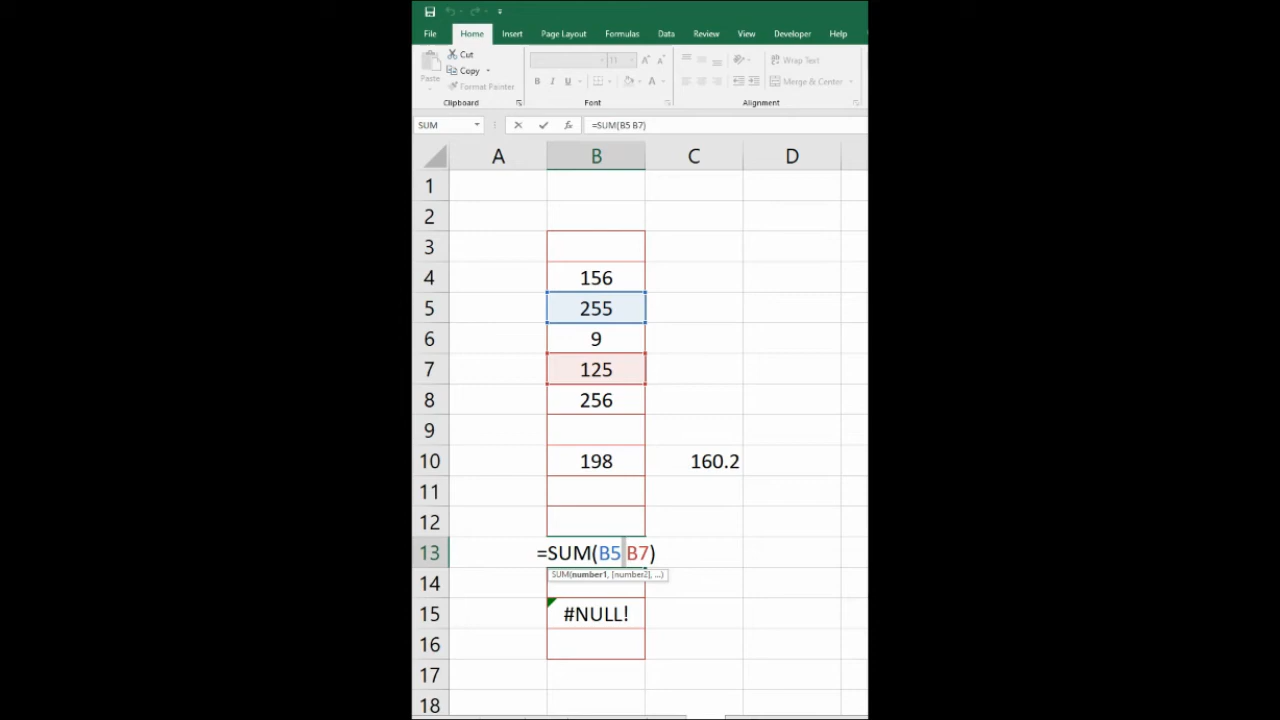 File Home Insert Page Layout Formulas Data Review View Developer Help
Cut
Copy
Format Painter
Paste
11
A A
B I U
A
Wrap Text
Merge & Center
Clipboard Font Alignment
SUM fx =SUM(B5 B7)
A B C D
1
2
3
4 156
5 255
6 9
7 125
8 256
9
10 198 160.2
11
12
13 =SUM(B5 B7)
SUM(number1, [number2], ...)
14
15 #NULL!
16
17
18